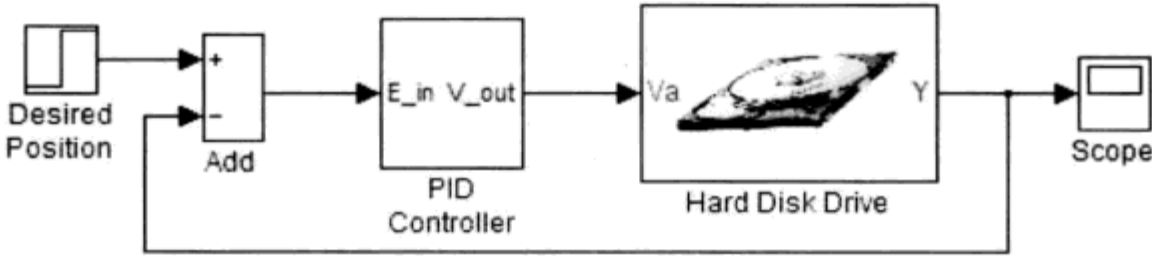 Desired
Position
+
−
Add
E_in V_out
PID
Controller
Va
Y
Hard Disk Drive
Scope